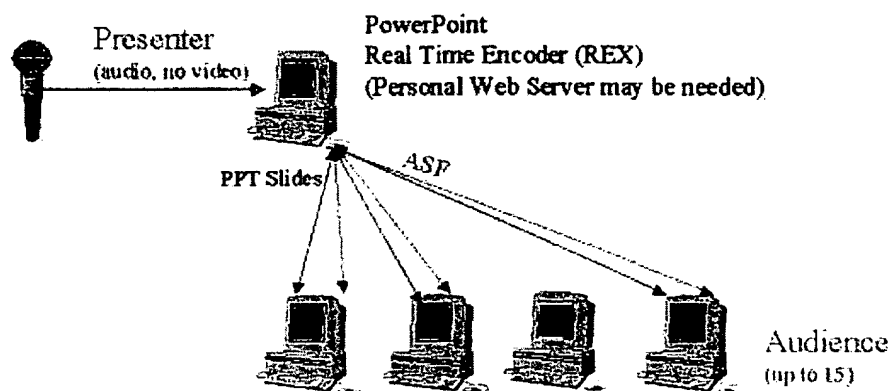 Presenter
(audio, no video)
PowerPoint
Real Time Encoder (REX)
(Personal Web Server may be needed)
PPT Slides
ASF
Audience
(up to 15)